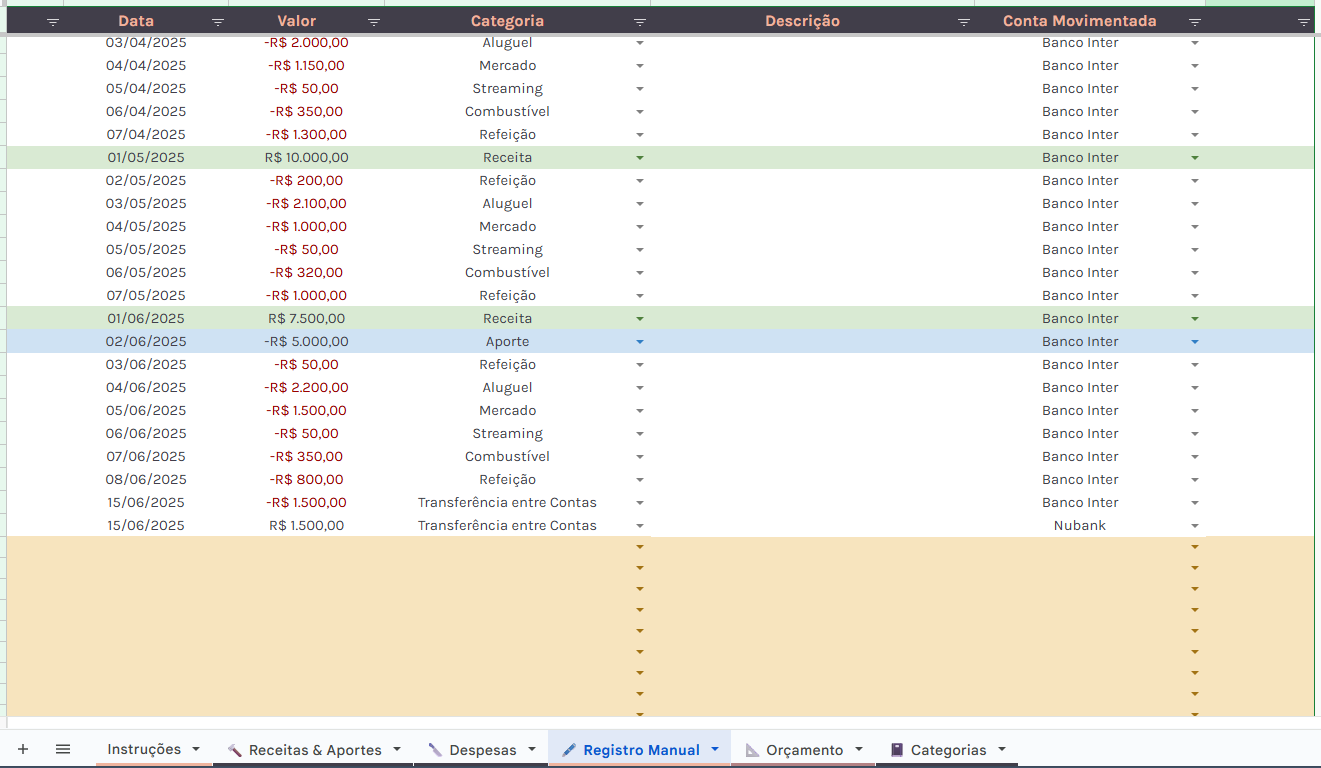 Data Valor Categoria Descrição Conta Movimentada
03/04/2025 -R$ 2.000,00 Aluguel Banco Inter
04/04/2025 -R$ 1.150,00 Mercado Banco Inter
05/04/2025 -R$ 50,00 Streaming Banco Inter
06/04/2025 -R$ 350,00 Combustível Banco Inter
07/04/2025 -R$ 1.300,00 Refeição Banco Inter
01/05/2025 R$ 10.000,00 Receita Banco Inter
02/05/2025 -R$ 200,00 Refeição Banco Inter
03/05/2025 -R$ 2.100,00 Aluguel Banco Inter
04/05/2025 -R$ 1.000,00 Mercado Banco Inter
05/05/2025 -R$ 50,00 Streaming Banco Inter
06/05/2025 -R$ 320,00 Combustível Banco Inter
07/05/2025 -R$ 1.000,00 Refeição Banco Inter
01/06/2025 R$ 7.500,00 Receita Banco Inter
02/06/2025 -R$ 5.000,00 Aporte Banco Inter
03/06/2025 -R$ 50,00 Refeição Banco Inter
04/06/2025 -R$ 2.200,00 Aluguel Banco Inter
05/06/2025 -R$ 1.500,00 Mercado Banco Inter
06/06/2025 -R$ 50,00 Streaming Banco Inter
07/06/2025 -R$ 350,00 Combustível Banco Inter
08/06/2025 -R$ 800,00 Refeição Banco Inter
15/06/2025 -R$ 1.500,00 Transferência entre Contas Banco Inter
15/06/2025 R$ 1.500,00 Transferência entre Contas Nubank
Instruções Receitas & Aportes Despesas Registro Manual Orçamento Categorias